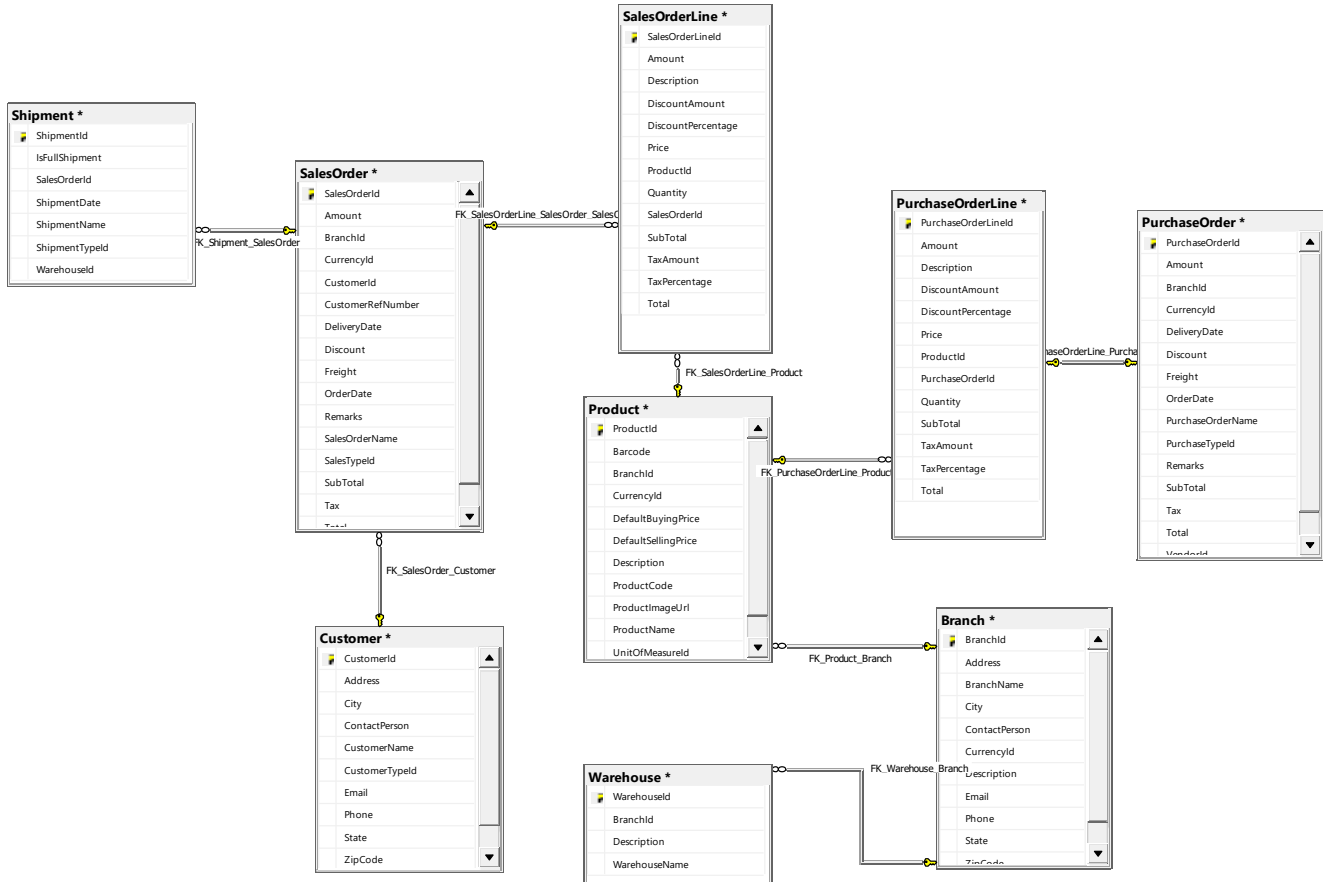 SalesOrderLine *
SalesOrderLineId
Amount
Description
DiscountAmount
DiscountPercentage
Price
ProductId
Quantity
SalesOrderId
SubTotal
TaxAmount
TaxPercentage
Total
Shipment *
ShipmentId
IsFullShipment
SalesOrderId
ShipmentDate
ShipmentName
ShipmentTypeId
WarehouseId
FK_Shipment_SalesOrder
SalesOrder *
SalesOrderId
Amount
BranchId
CurrencyId
CustomerId
CustomerRefNumber
DeliveryDate
Discount
Freight
OrderDate
Remarks
SalesOrderName
SalesTypeId
SubTotal
Tax
Total
FK_SalesOrderLine_SalesOrder_SalesO
PurchaseOrderLine *
PurchaseOrderLineId
Amount
Description
DiscountAmount
DiscountPercentage
Price
ProductId
PurchaseOrderId
Quantity
SubTotal
TaxAmount
TaxPercentage
Total
haseOrderLine_Purcha
PurchaseOrder *
PurchaseOrderId
Amount
BranchId
CurrencyId
DeliveryDate
Discount
Freight
OrderDate
PurchaseOrderName
PurchaseTypeId
Remarks
SubTotal
Tax
Total
VendorId
FK_SalesOrderLine_Product
Product *
ProductId
Barcode
BranchId
CurrencyId
DefaultBuyingPrice
DefaultSellingPrice
Description
ProductCode
ProductImageUrl
ProductName
UnitOfMeasureId
FK_PurchaseOrderLine_Product
FK_SalesOrder_Customer
Customer *
CustomerId
Address
City
ContactPerson
CustomerName
CustomerTypeId
Email
Phone
State
ZipCode
FK_Product_Branch
Branch *
BranchId
Address
BranchName
City
ContactPerson
CurrencyId
Description
Email
Phone
State
ZipCode
FK_Warehouse_Branch
Warehouse *
WarehouseId
BranchId
Description
WarehouseName